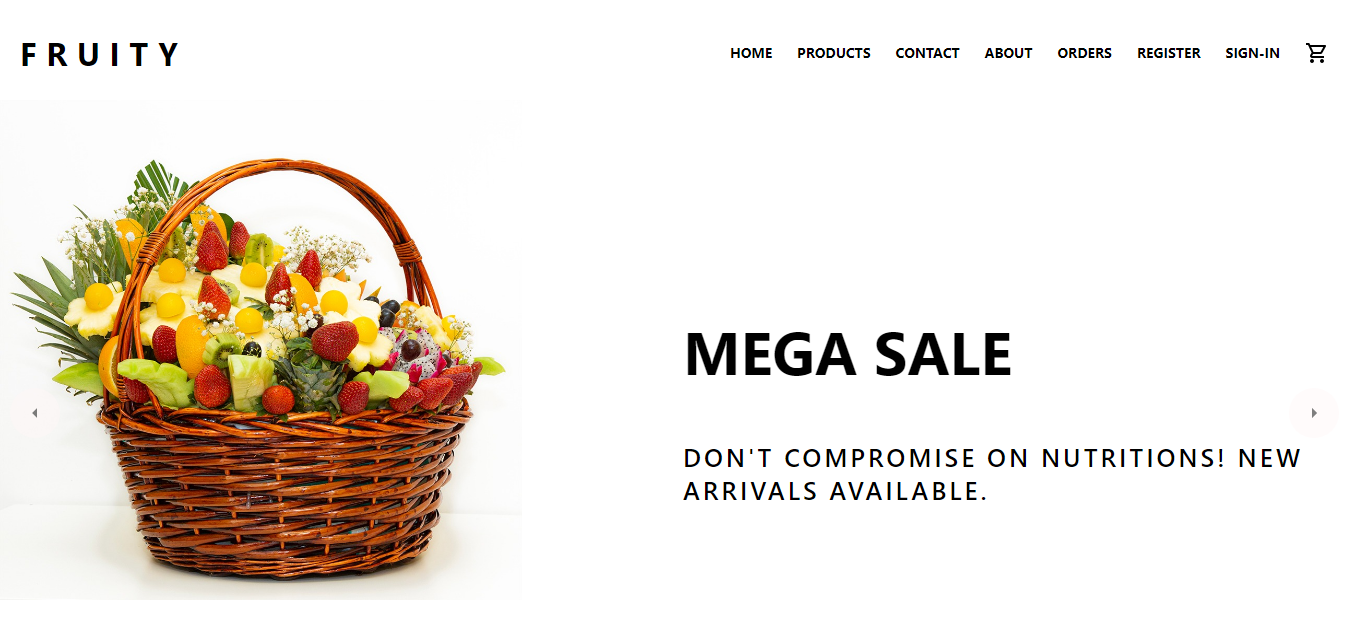 FRUITY
HOME PRODUCTS CONTACT ABOUT ORDERS REGISTER SIGN-IN
MEGA SALE
DON'T COMPROMISE ON NUTRITIONS! NEW
ARRIVALS AVAILABLE.